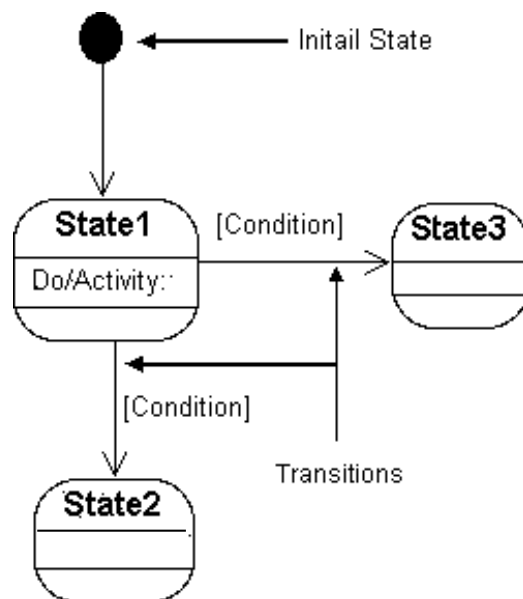 Initail State
State1
[Condition]
State3
Do/Activity::
[Condition]
Transitions
State2